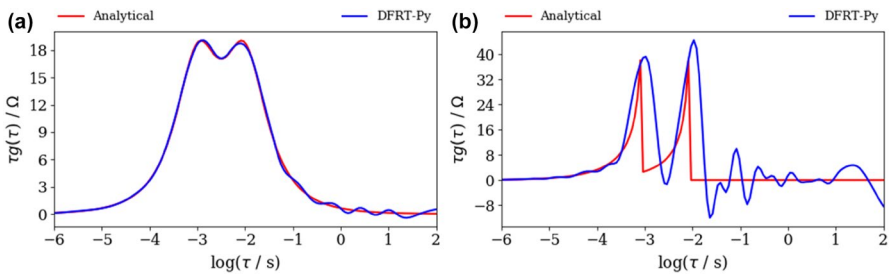 (a)
Analytical
DFRT-Py
18
15
12
9
6
3
0
τg(τ) / Ω
−6 −5 −4 −3 −2 −1 0 1 2
log(τ / s)
(b)
Analytical
DFRT-Py
40
32
24
16
8
0
−8
τg(τ) / Ω
−6 −5 −4 −3 −2 −1 0 1 2
log(τ / s)